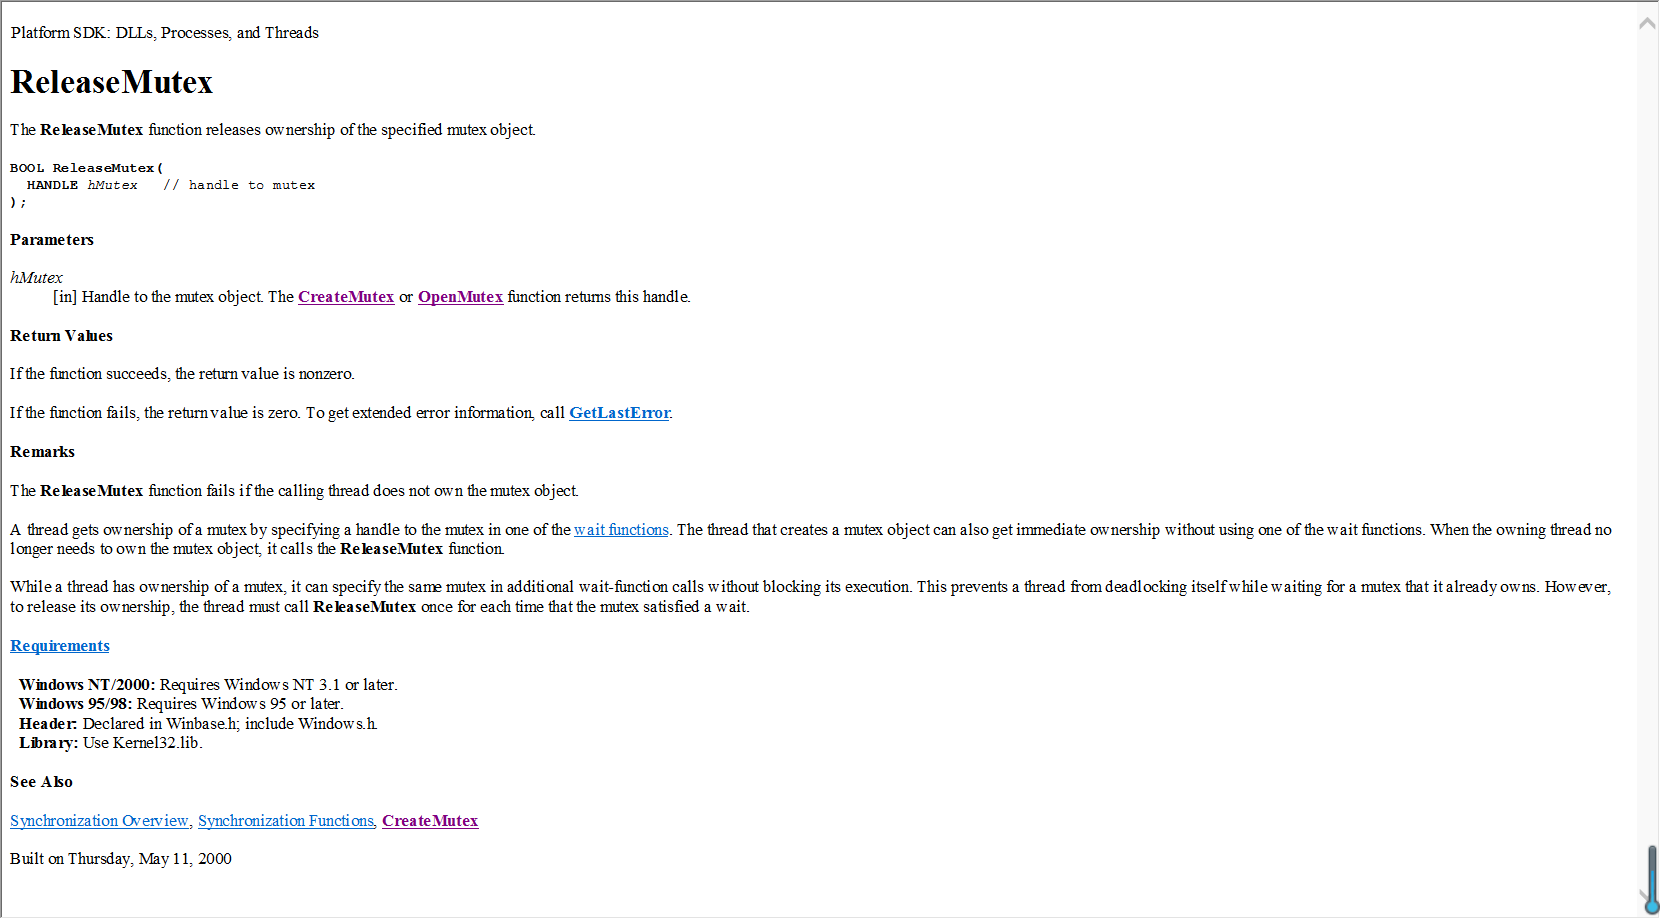 Platform SDK: DLLs, Processes, and Threads
ReleaseMutex
The ReleaseMutex function releases ownership of the specified mutex object.
BOOL ReleaseMutex(
  HANDLE hMutex   // handle to mutex
);
Parameters
hMutex
[in] Handle to the mutex object. The CreateMutex or OpenMutex function returns this handle.
Return Values
If the function succeeds, the return value is nonzero.
If the function fails, the return value is zero. To get extended error information, call GetLastError.
Remarks
The ReleaseMutex function fails if the calling thread does not own the mutex object.
A thread gets ownership of a mutex by specifying a handle to the mutex in one of the wait functions. The thread that creates a mutex object can also get immediate ownership without using one of the wait functions. When the owning thread no
longer needs to own the mutex object, it calls the ReleaseMutex function.
While a thread has ownership of a mutex, it can specify the same mutex in additional wait-function calls without blocking its execution. This prevents a thread from deadlocking itself while waiting for a mutex that it already owns. However,
to release its ownership, the thread must call ReleaseMutex once for each time that the mutex satisfied a wait.
Requirements
Windows NT/2000: Requires Windows NT 3.1 or later.
Windows 95/98: Requires Windows 95 or later.
Header: Declared in Winbase.h; include Windows.h.
Library: Use Kernel32.lib.
See Also
Synchronization Overview, Synchronization Functions, CreateMutex
Built on Thursday, May 11, 2000